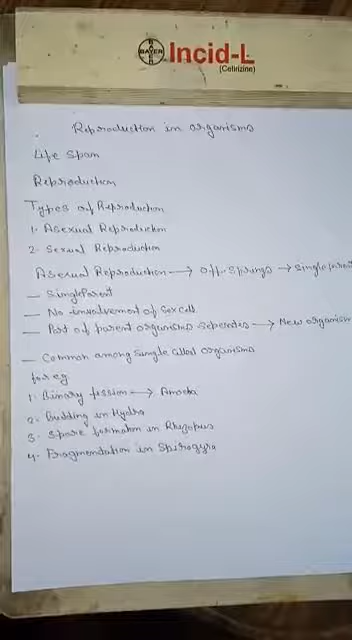 BAYER
BAYER
Incid-L
(Cetirizine)
Reproduction in organisms
Life Span
Reproduction
Types of Reproduction
1. Asexual Reproduction
2. Sexual Reproduction
Asexual Reproduction → off-Springs → Single Parent
— Single Parent
— No involvement of sex cell
— Part of parent organisms seperates → New organism
— Common among single celled organisms
for eg
1. Binary fission → Amoeba
2. Budding in Hydra
3. Spore formation in Rhizopus
4. Fragmentation in Spirogyra